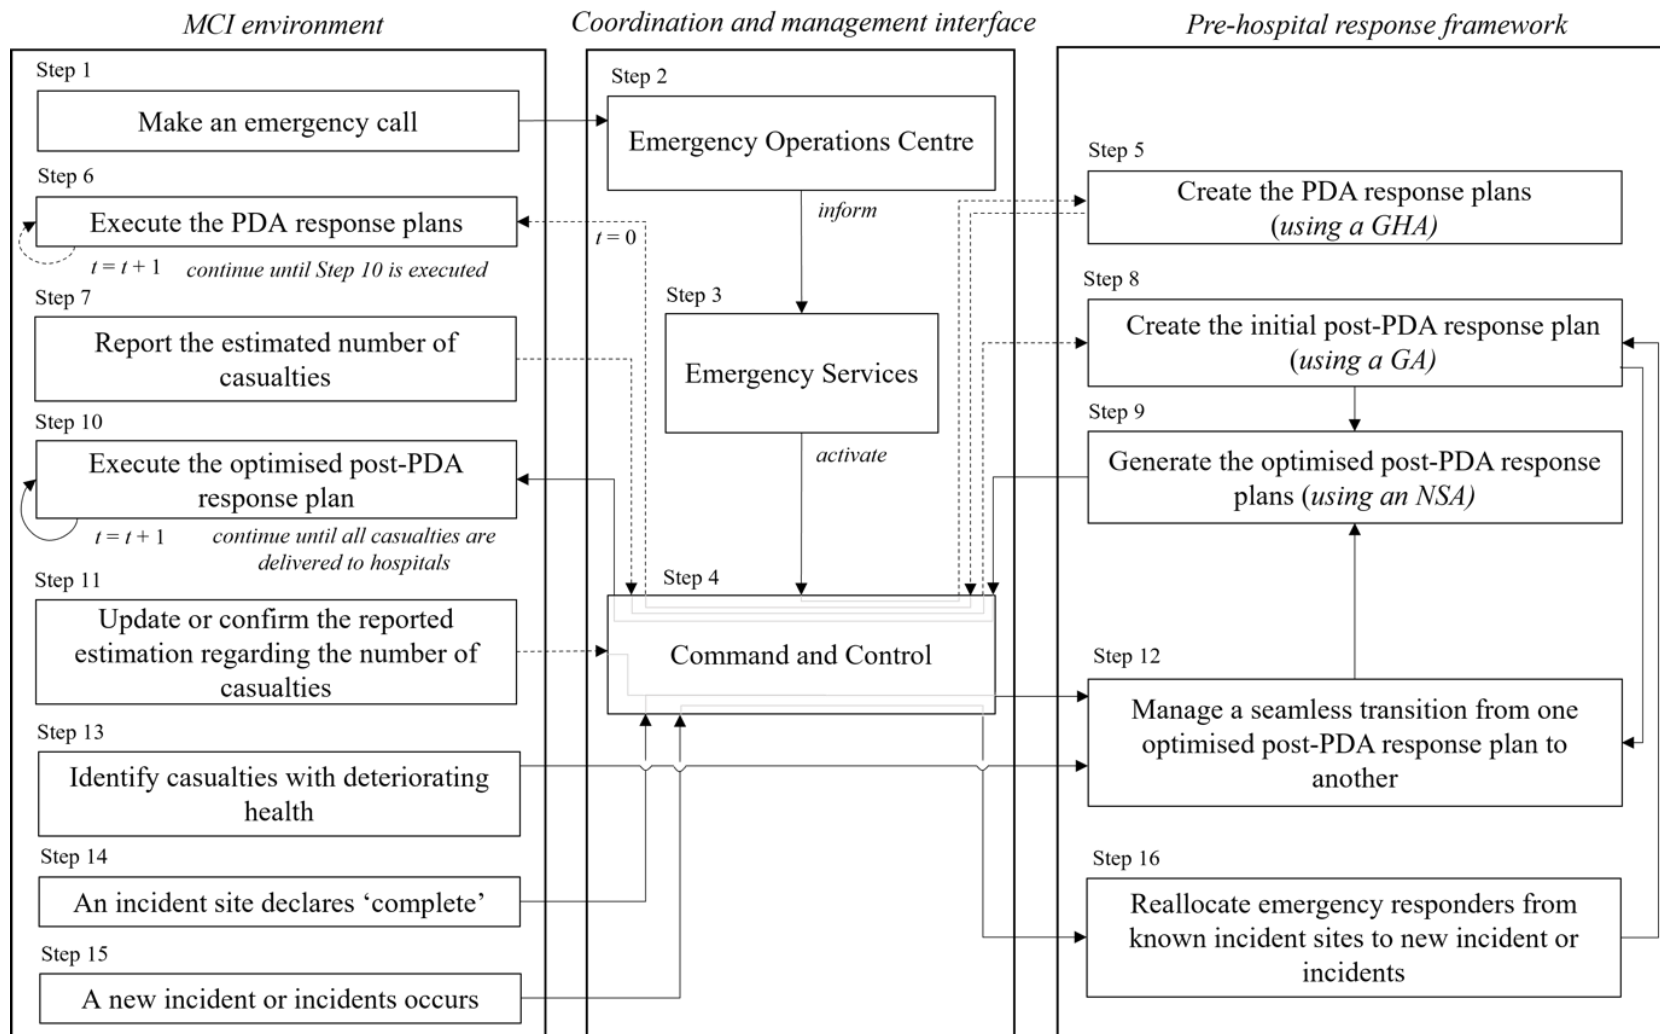 MCI environment
Step 1
Make an emergency call
Step 6
Execute the PDA response plans
t = t + 1 continue until Step 10 is executed
Step 7
Report the estimated number of
casualties
Step 10
Execute the optimised post-PDA
response plan
t = t + 1 continue until all casualties are
delivered to hospitals
Step 11
Update or confirm the reported
estimation regarding the number of
casualties
Step 13
Identify casualties with deteriorating
health
Step 14
An incident site declares ‘complete’
Step 15
A new incident or incidents occurs
Coordination and management interface
Step 2
Emergency Operations Centre
inform
t = 0
Step 3
Emergency Services
activate
Step 4
Command and Control
Pre-hospital response framework
Step 5
Create the PDA response plans
(using a GHA)
Step 8
Create the initial post-PDA response plan
(using a GA)
Step 9
Generate the optimised post-PDA response
plans (using an NSA)
Step 12
Manage a seamless transition from one
optimised post-PDA response plan to
another
Step 16
Reallocate emergency responders from
known incident sites to new incident or
incidents